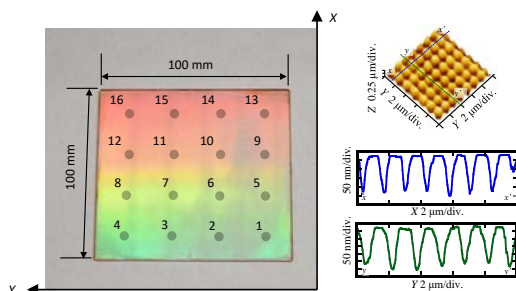 X
100 mm
100 mm
16 15 14 13
12 11 10 9
8 7 6 5
4 3 2 1
Y
Z 0.25 μm/div.
x y y'
Y 2 μm/div.
Y 2 μm/div.
50 nm/div.
x x'
X 2 μm/div.
50 nm/div.
y y'
Y 2 μm/div.